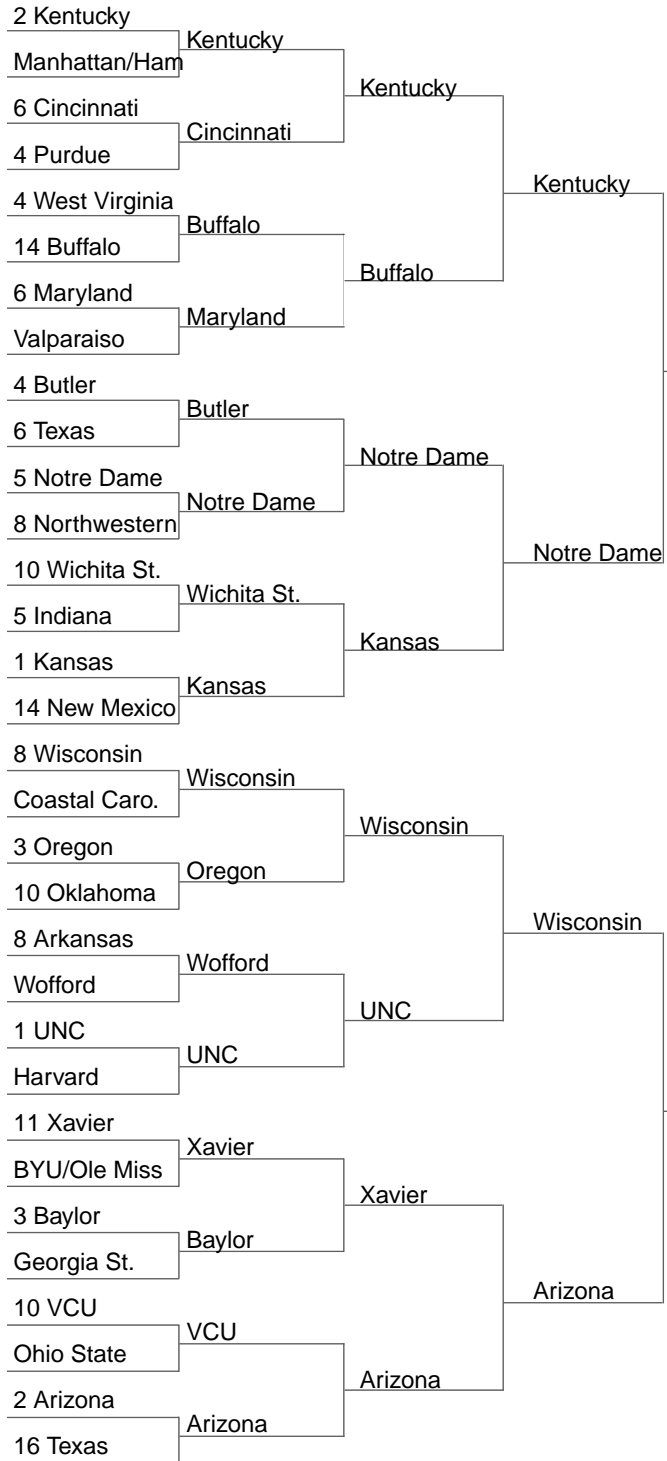 2 Kentucky
Manhattan/Ham
6 Cincinnati
4 Purdue
4 West Virginia
14 Buffalo
6 Maryland
Valparaiso
4 Butler
6 Texas
5 Notre Dame
8 Northwestern
10 Wichita St.
5 Indiana
1 Kansas
14 New Mexico
8 Wisconsin
Coastal Caro.
3 Oregon
10 Oklahoma
8 Arkansas
Wofford
1 UNC
Harvard
11 Xavier
BYU/Ole Miss
3 Baylor
Georgia St.
10 VCU
Ohio State
2 Arizona
16 Texas
Kentucky
Cincinnati
Buffalo
Maryland
Butler
Notre Dame
Wichita St.
Kansas
Wisconsin
Oregon
Wofford
UNC
Xavier
Baylor
VCU
Arizona
Kentucky
Buffalo
Notre Dame
Kansas
Wisconsin
UNC
Xavier
Arizona
Kentucky
Notre Dame
Wisconsin
Arizona